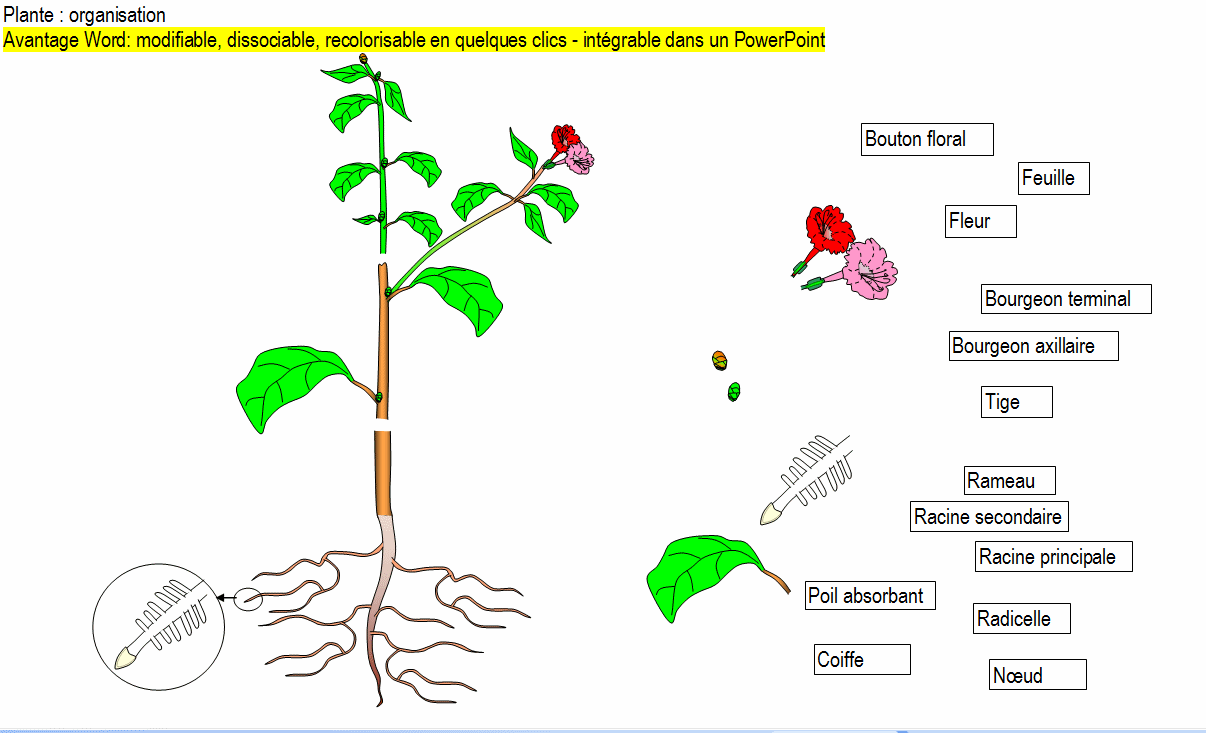 Plante : organisation
Avantage Word: modifiable, dissociable, recolorisable en quelques clics - intégrable dans un PowerPoint
Bouton floral
Feuille
Fleur
Bourgeon terminal
Bourgeon axillaire
Tige
Rameau
Racine secondaire
Racine principale
Poil absorbant
Radicelle
Coiffe
Nœud